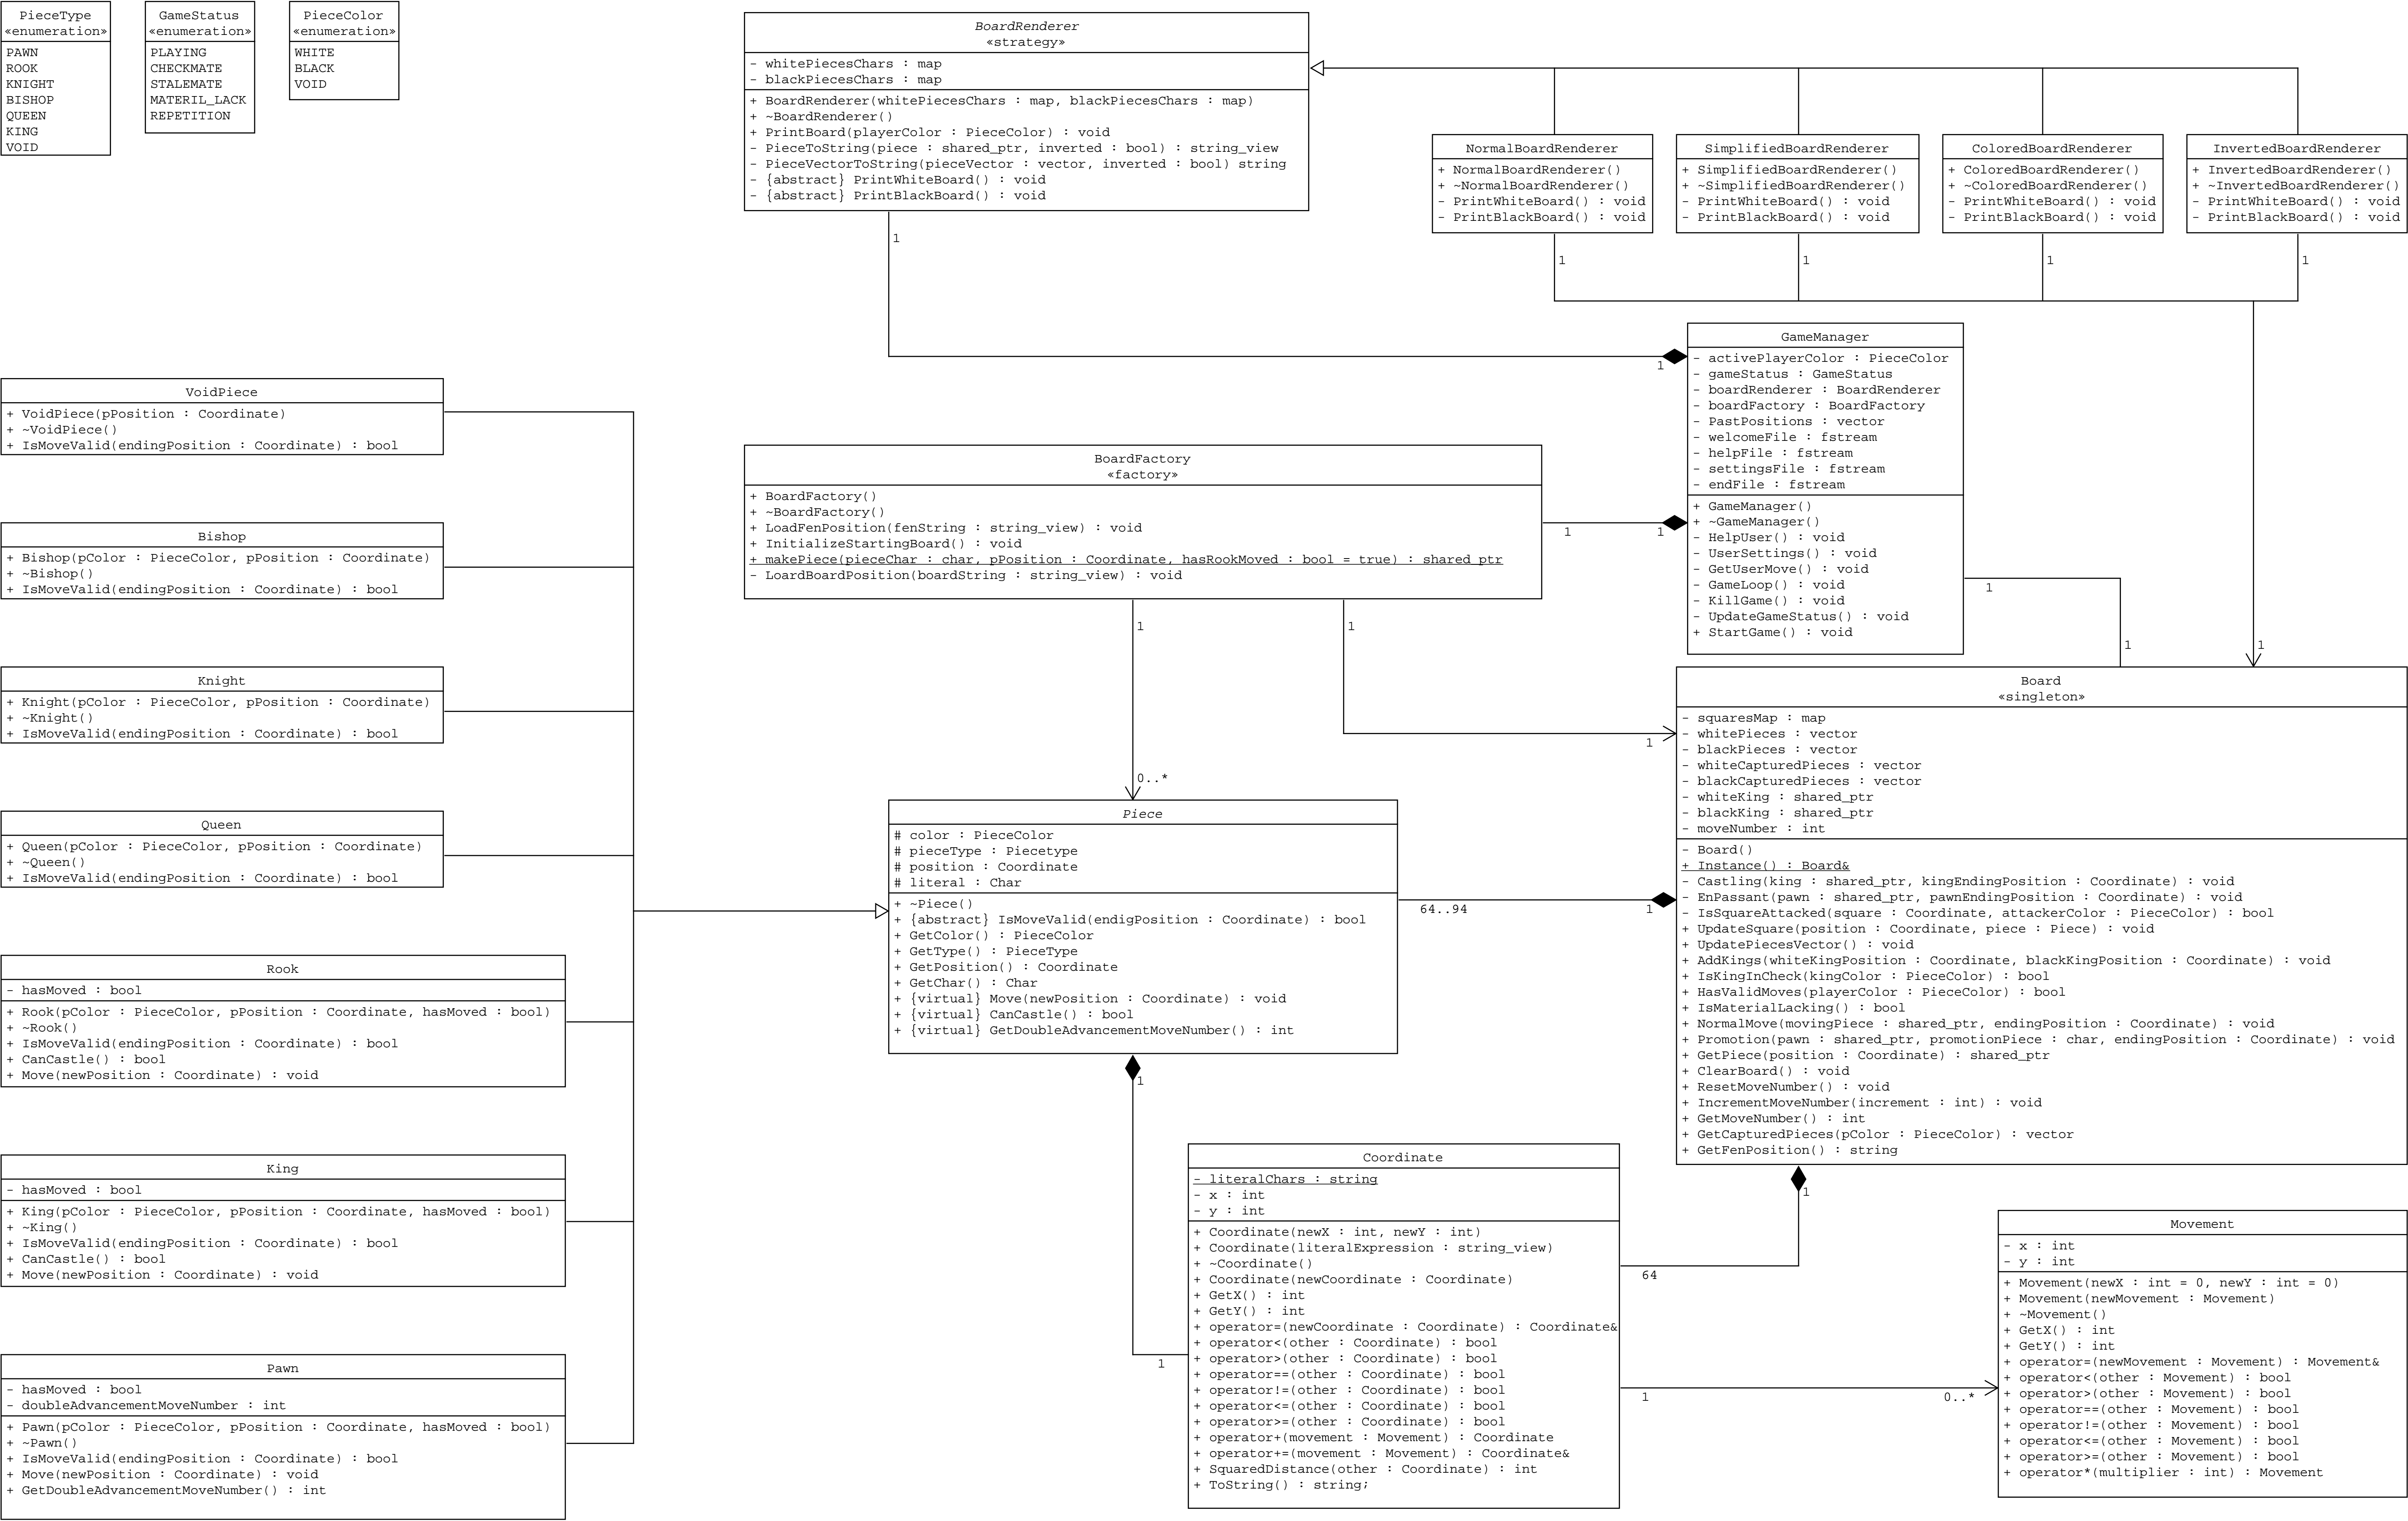 PieceType
«enumeration»
PAWN
ROOK
KNIGHT
BISHOP
QUEEN
KING
VOID
GameStatus
«enumeration»
PLAYING
CHECKMATE
STALEMATE
MATERIL_LACK
REPETITION
PieceColor
«enumeration»
WHITE
BLACK
VOID
BoardRenderer
«strategy»
- whitePiecesChars : map
- blackPiecesChars : map
+ BoardRenderer(whitePiecesChars : map, blackPiecesChars : map)
+ ~BoardRenderer()
+ PrintBoard(playerColor : PieceColor) : void
- PieceToString(piece : shared_ptr, inverted : bool) : string_view
- PieceVectorToString(pieceVector : vector, inverted : bool) string
- {abstract} PrintWhiteBoard() : void
- {abstract} PrintBlackBoard() : void
1
NormalBoardRenderer
+ NormalBoardRenderer()
+ ~NormalBoardRenderer()
- PrintWhiteBoard() : void
- PrintBlackBoard() : void
1
SimplifiedBoardRenderer
+ SimplifiedBoardRenderer()
+ ~SimplifiedBoardRenderer()
- PrintWhiteBoard() : void
- PrintBlackBoard() : void
1
ColoredBoardRenderer
+ ColoredBoardRenderer()
+ ~ColoredBoardRenderer()
- PrintWhiteBoard() : void
- PrintBlackBoard() : void
1
InvertedBoardRenderer
+ InvertedBoardRenderer()
+ ~InvertedBoardRenderer()
- PrintWhiteBoard() : void
- PrintBlackBoard() : void
1
GameManager
- activePlayerColor : PieceColor
- gameStatus : GameStatus
- boardRenderer : BoardRenderer
- boardFactory : BoardFactory
- PastPositions : vector
- welcomeFile : fstream
- helpFile : fstream
- settingsFile : fstream
- endFile : fstream
+ GameManager()
+ ~GameManager()
- HelpUser() : void
- UserSettings() : void
- GetUserMove() : void
- GameLoop() : void
- KillGame() : void
- UpdateGameStatus() : void
+ StartGame() : void
1
1
1
1
1
1
VoidPiece
+ VoidPiece(pPosition : Coordinate)
+ ~VoidPiece()
+ IsMoveValid(endingPosition : Coordinate) : bool
Bishop
+ Bishop(pColor : PieceColor, pPosition : Coordinate)
+ ~Bishop()
+ IsMoveValid(endingPosition : Coordinate) : bool
Knight
+ Knight(pColor : PieceColor, pPosition : Coordinate)
+ ~Knight()
+ IsMoveValid(endingPosition : Coordinate) : bool
Queen
+ Queen(pColor : PieceColor, pPosition : Coordinate)
+ ~Queen()
+ IsMoveValid(endingPosition : Coordinate) : bool
Rook
- hasMoved : bool
+ Rook(pColor : PieceColor, pPosition : Coordinate, hasMoved : bool)
+ ~Rook()
+ IsMoveValid(endingPosition : Coordinate) : bool
+ CanCastle() : bool
+ Move(newPosition : Coordinate) : void
King
- hasMoved : bool
+ King(pColor : PieceColor, pPosition : Coordinate, hasMoved : bool)
+ ~King()
+ IsMoveValid(endingPosition : Coordinate) : bool
+ CanCastle() : bool
+ Move(newPosition : Coordinate) : void
Pawn
- hasMoved : bool
- doubleAdvancementMoveNumber : int
+ Pawn(pColor : PieceColor, pPosition : Coordinate, hasMoved : bool)
+ ~Pawn()
+ IsMoveValid(endingPosition : Coordinate) : bool
+ Move(newPosition : Coordinate) : void
+ GetDoubleAdvancementMoveNumber() : int
BoardFactory
«factory»
+ BoardFactory()
+ ~BoardFactory()
+ LoadFenPosition(fenString : string_view) : void
+ InitializeStartingBoard() : void
+ makePiece(pieceChar : char, pPosition : Coordinate, hasRookMoved : bool = true) : shared_ptr
- LoardBoardPosition(boardString : string_view) : void
1
1
0..*
1
Piece
# color : PieceColor
# pieceType : Piecetype
# position : Coordinate
# literal : Char
+ ~Piece()
+ {abstract} IsMoveValid(endigPosition : Coordinate) : bool
+ GetColor() : PieceColor
+ GetType() : PieceType
+ GetPosition() : Coordinate
+ GetChar() : Char
+ {virtual} Move(newPosition : Coordinate) : void
+ {virtual} CanCastle() : bool
+ {virtual} GetDoubleAdvancementMoveNumber() : int
64..94
1
1
1
Board
«singleton»
- squaresMap : map
- whitePieces : vector
- blackPieces : vector
- whiteCapturedPieces : vector
- blackCapturedPieces : vector
- whiteKing : shared_ptr
- blackKing : shared_ptr
- moveNumber : int
- Board()
+ Instance() : Board&
- Castling(king : shared_ptr, kingEndingPosition : Coordinate) : void
- EnPassant(pawn : shared_ptr, pawnEndingPosition : Coordinate) : void
- IsSquareAttacked(square : Coordinate, attackerColor : PieceColor) : bool
+ UpdateSquare(position : Coordinate, piece : Piece) : void
+ UpdatePiecesVector() : void
+ AddKings(whiteKingPosition : Coordinate, blackKingPosition : Coordinate) : void
+ IsKingInCheck(kingColor : PieceColor) : bool
+ HasValidMoves(playerColor : PieceColor) : bool
+ IsMaterialLacking() : bool
+ NormalMove(movingPiece : shared_ptr, endingPosition : Coordinate) : void
+ Promotion(pawn : shared_ptr, promotionPiece : char, endingPosition : Coordinate) : void
+ GetPiece(position : Coordinate) : shared_ptr
+ ClearBoard() : void
+ ResetMoveNumber() : void
+ IncrementMoveNumber(increment : int) : void
+ GetMoveNumber() : int
+ GetCapturedPieces(pColor : PieceColor) : vector
+ GetFenPosition() : string
1
64
Coordinate
- literalChars : string
- x : int
- y : int
+ Coordinate(newX : int, newY : int)
+ Coordinate(literalExpression : string_view)
+ ~Coordinate()
+ Coordinate(newCoordinate : Coordinate)
+ GetX() : int
+ GetY() : int
+ operator=(newCoordinate : Coordinate) : Coordinate&
+ operator<(other : Coordinate) : bool
+ operator>(other : Coordinate) : bool
+ operator==(other : Coordinate) : bool
+ operator!=(other : Coordinate) : bool
+ operator<=(other : Coordinate) : bool
+ operator>=(other : Coordinate) : bool
+ operator+(movement : Movement) : Coordinate
+ operator+=(movement : Movement) : Coordinate&
+ SquaredDistance(other : Coordinate) : int
+ ToString() : string;
1
0..*
Movement
- x : int
- y : int
+ Movement(newX : int = 0, newY : int = 0)
+ Movement(newMovement : Movement)
+ ~Movement()
+ GetX() : int
+ GetY() : int
+ operator=(newMovement : Movement) : Movement&
+ operator<(other : Movement) : bool
+ operator>(other : Movement) : bool
+ operator==(other : Movement) : bool
+ operator!=(other : Movement) : bool
+ operator<=(other : Movement) : bool
+ operator>=(other : Movement) : bool
+ operator*(multiplier : int) : Movement